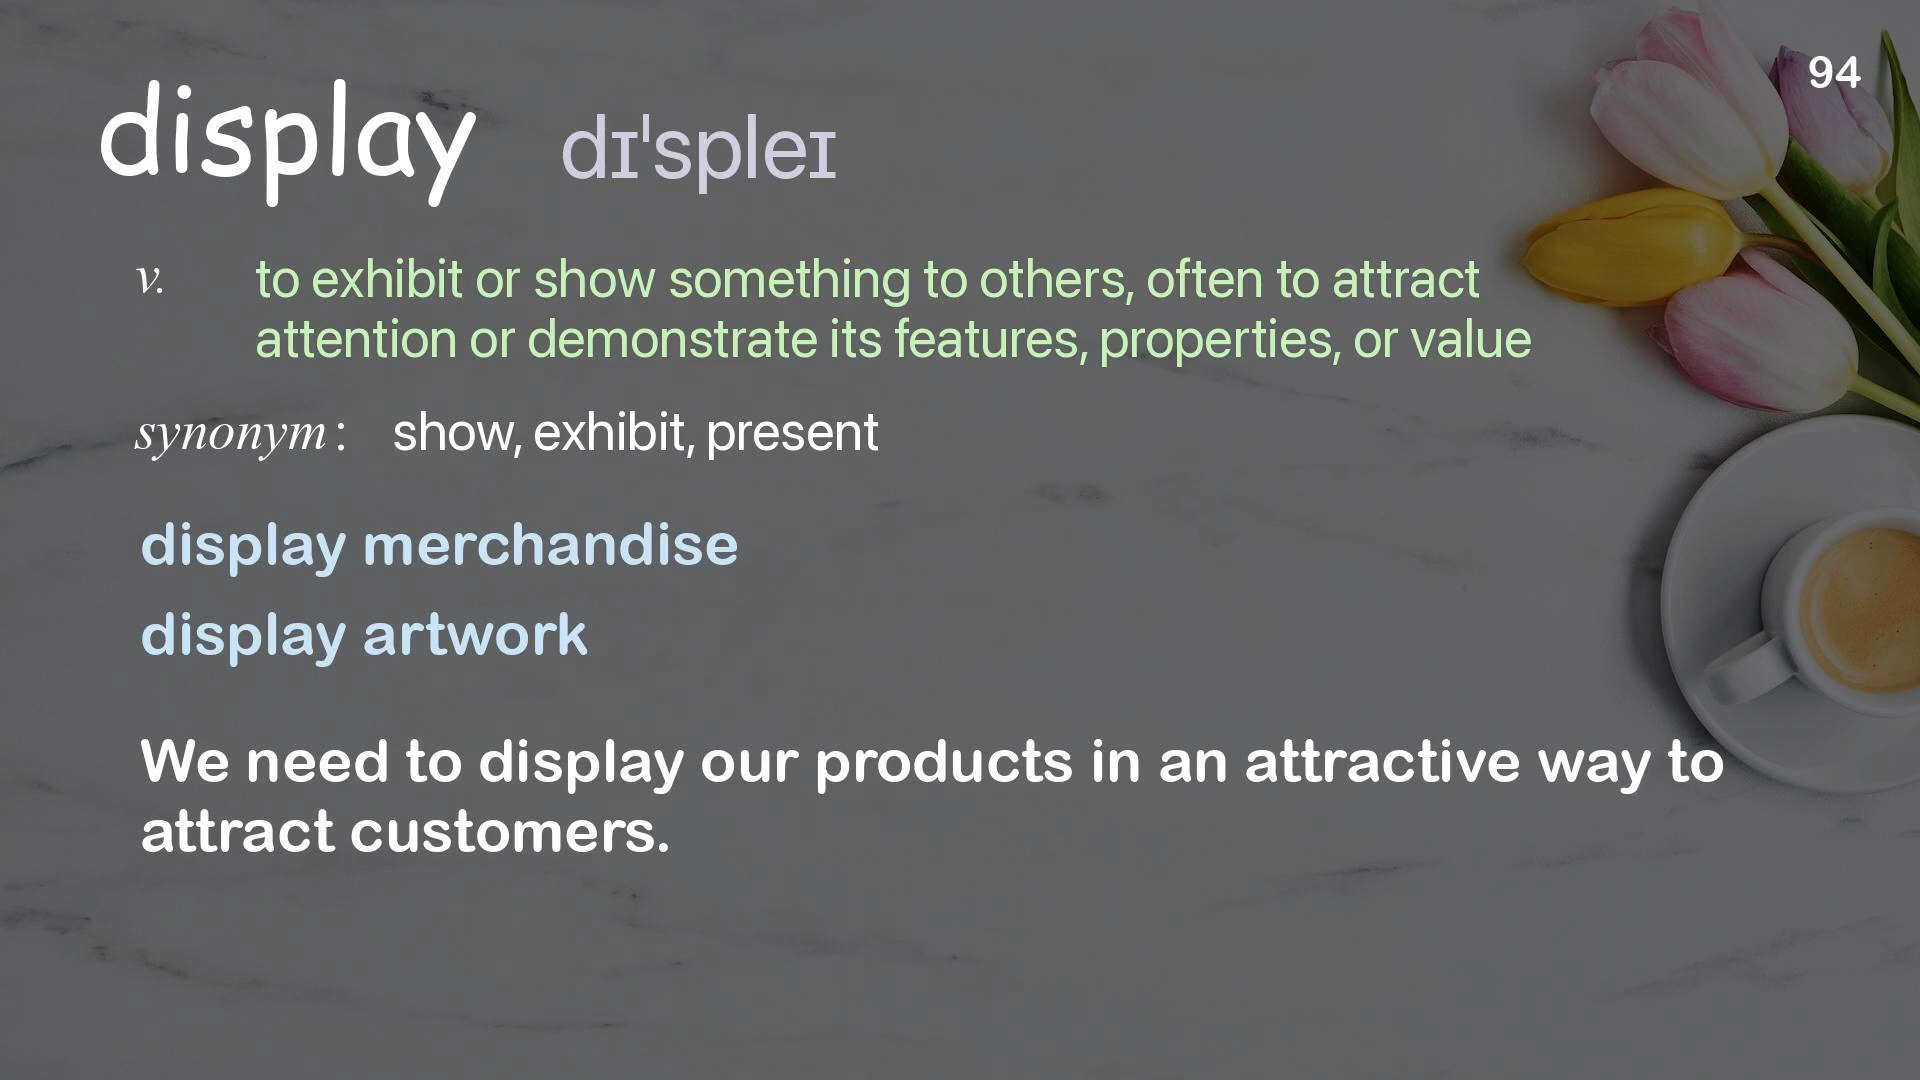 94
display dɪˈspleɪ
v. to exhibit or show something to others, often to attract
attention or demonstrate its features, properties, or value
synonym: show, exhibit, present
display merchandise
display artwork
We need to display our products in an attractive way to
attract customers.